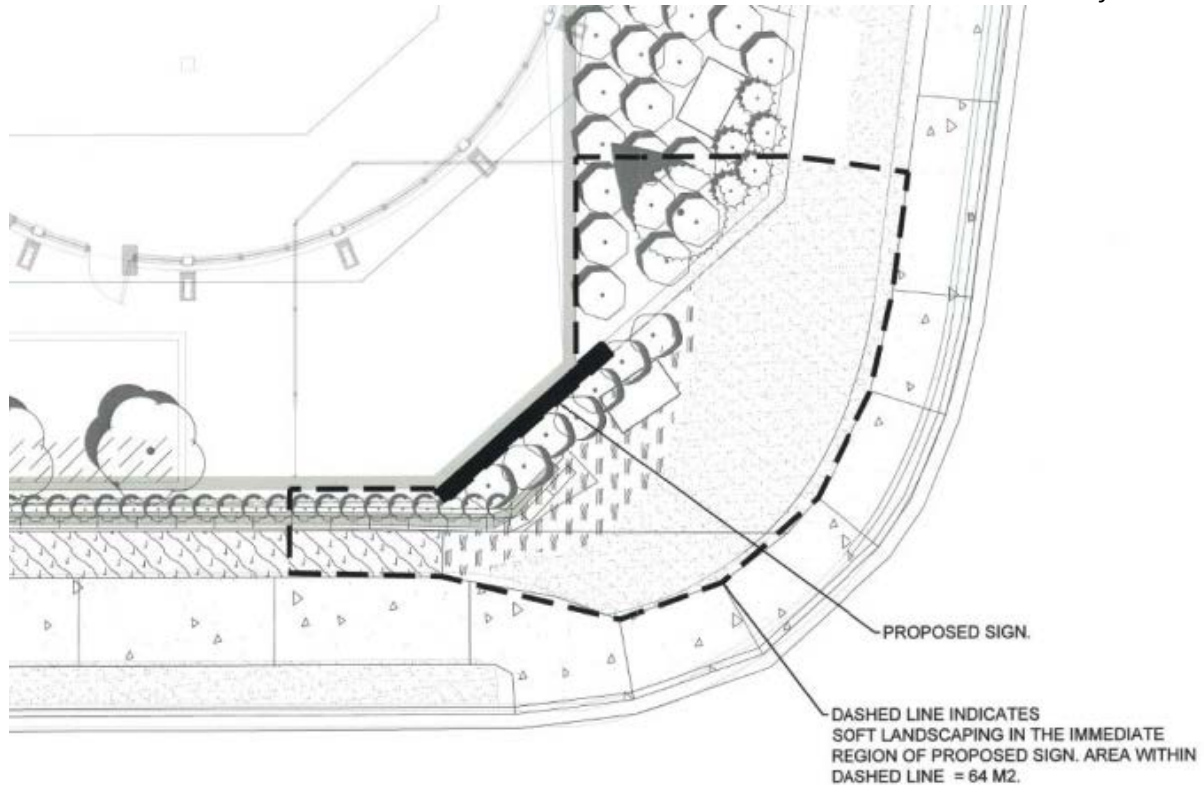 PROPOSED SIGN.
DASHED LINE INDICATES
SOFT LANDSCAPING IN THE IMMEDIATE
REGION OF PROPOSED SIGN. AREA WITHIN
DASHED LINE = 64 M2.